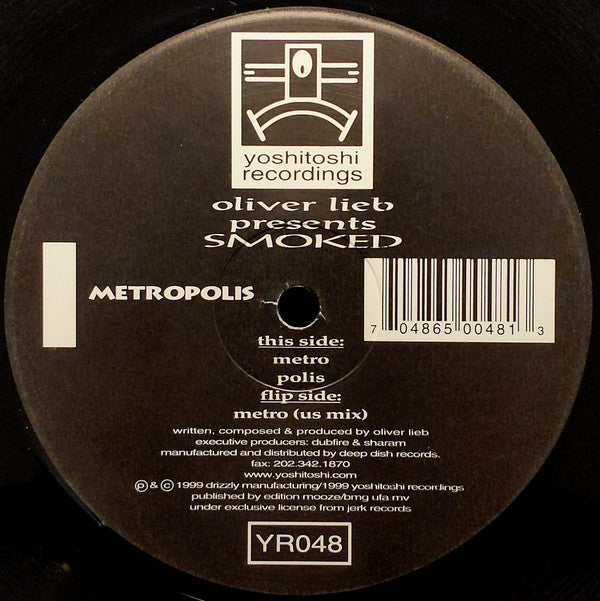 yoshitoshi
recordings
oliver lieb
presents
SMOKED
METROPOLIS
7 04865 00481 3
this side:
metro
polis
flip side:
metro (us mix)
written, composed & produced by oliver lieb
executive producers: dubfire & sharam
manufactured and distributed by deep dish records.
fax: 202.342.1870
www.yoshitoshi.com
℗ & © 1999 drizzly manufacturing/1999 yoshitoshi recordings
published by edition mooze/bmg ufa mv
under exclusive license from jerk records
YR048